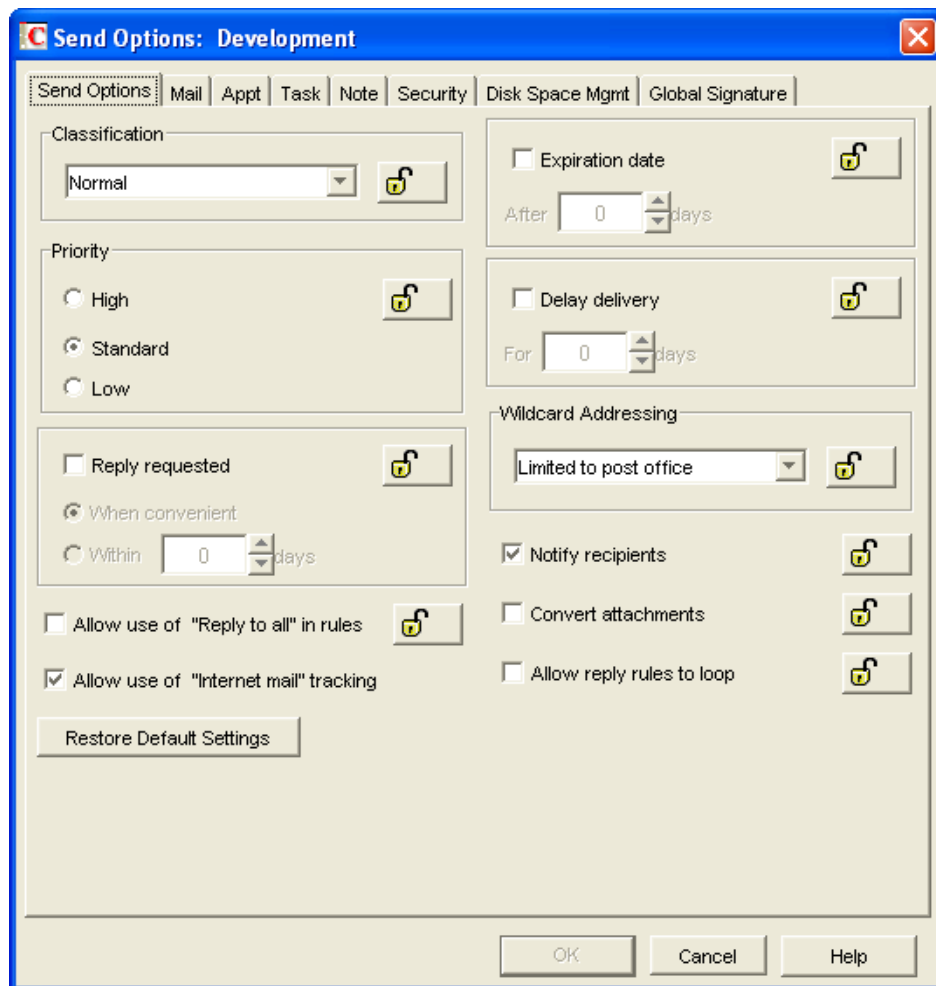 C Send Options: Development
Send Options Mail Appt Task Note Security Disk Space Mgmt Global Signature
Classification
Normal
Priority
High
Standard
Low
Reply requested
When convenient
Within 0 days
Allow use of "Reply to all" in rules
Allow use of "Internet mail" tracking
Restore Default Settings
Expiration date
After 0 days
Delay delivery
For 0 days
Wildcard Addressing
Limited to post office
Notify recipients
Convert attachments
Allow reply rules to loop
OK Cancel Help